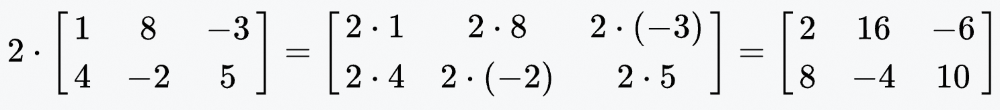 2 · [1 8 −3; 4 −2 5] = [2 · 1 2 · 8 2 · (−3); 2 · 4 2 · (−2) 2 · 5] = [2 16 −6; 8 −4 10]